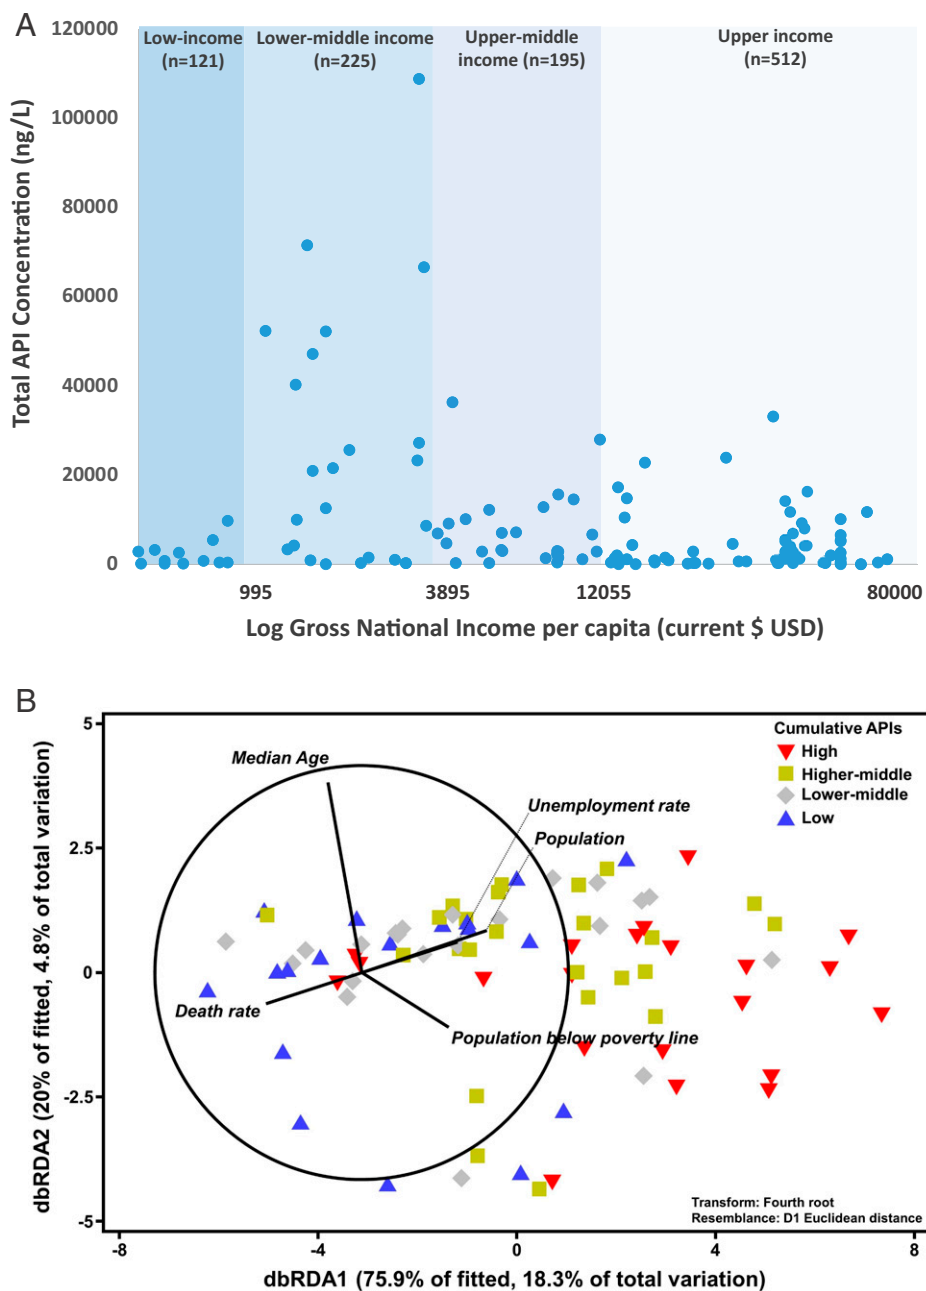 A
Low-income
(n=121)
Lower-middle income
(n=225)
Upper-middle
income (n=195)
Upper income
(n=512)
Total API Concentration (ng/L)
120000
100000
80000
60000
40000
20000
0
995
3895
12055
80000
Log Gross National Income per capita (current $ USD)
B
Cumulative APIs
High
Higher-middle
Lower-middle
Low
Median Age
Unemployment rate
Population
Death rate
Population below poverty line
dbRDA2 (20% of fitted, 4.8% of total variation)
5
2.5
0
-2.5
-5
Transform: Fourth root
Resemblance: D1 Euclidean distance
-8
-4
0
4
8
dbRDA1 (75.9% of fitted, 18.3% of total variation)